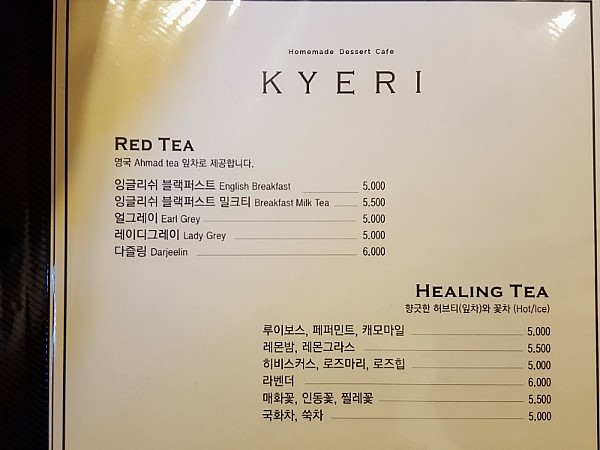 Homemade Dessert Cafe
KYERI
RED TEA
영국 Ahmad tea 잎차로 제공합니다.
잉글리쉬 블랙퍼스트 English Breakfast 5.000
잉글리쉬 블랙퍼스트 밀크티 Breakfast Milk Tea 5.500
얼그레이 Earl Grey 5.000
레이디그레이 Lady Grey 5.000
다즐링 Darjeelin 6.000
HEALING TEA
향긋한 허브티(잎차)와 꽃차 (Hot/Ice)
루이보스, 페퍼민트, 캐모마일 5.000
레몬밤, 레몬그라스 5.500
히비스커스, 로즈마리, 로즈힙 5.000
라벤더 6.000
매화꽃, 인동꽃, 찔레꽃 5.500
국화차, 쑥차 5.000